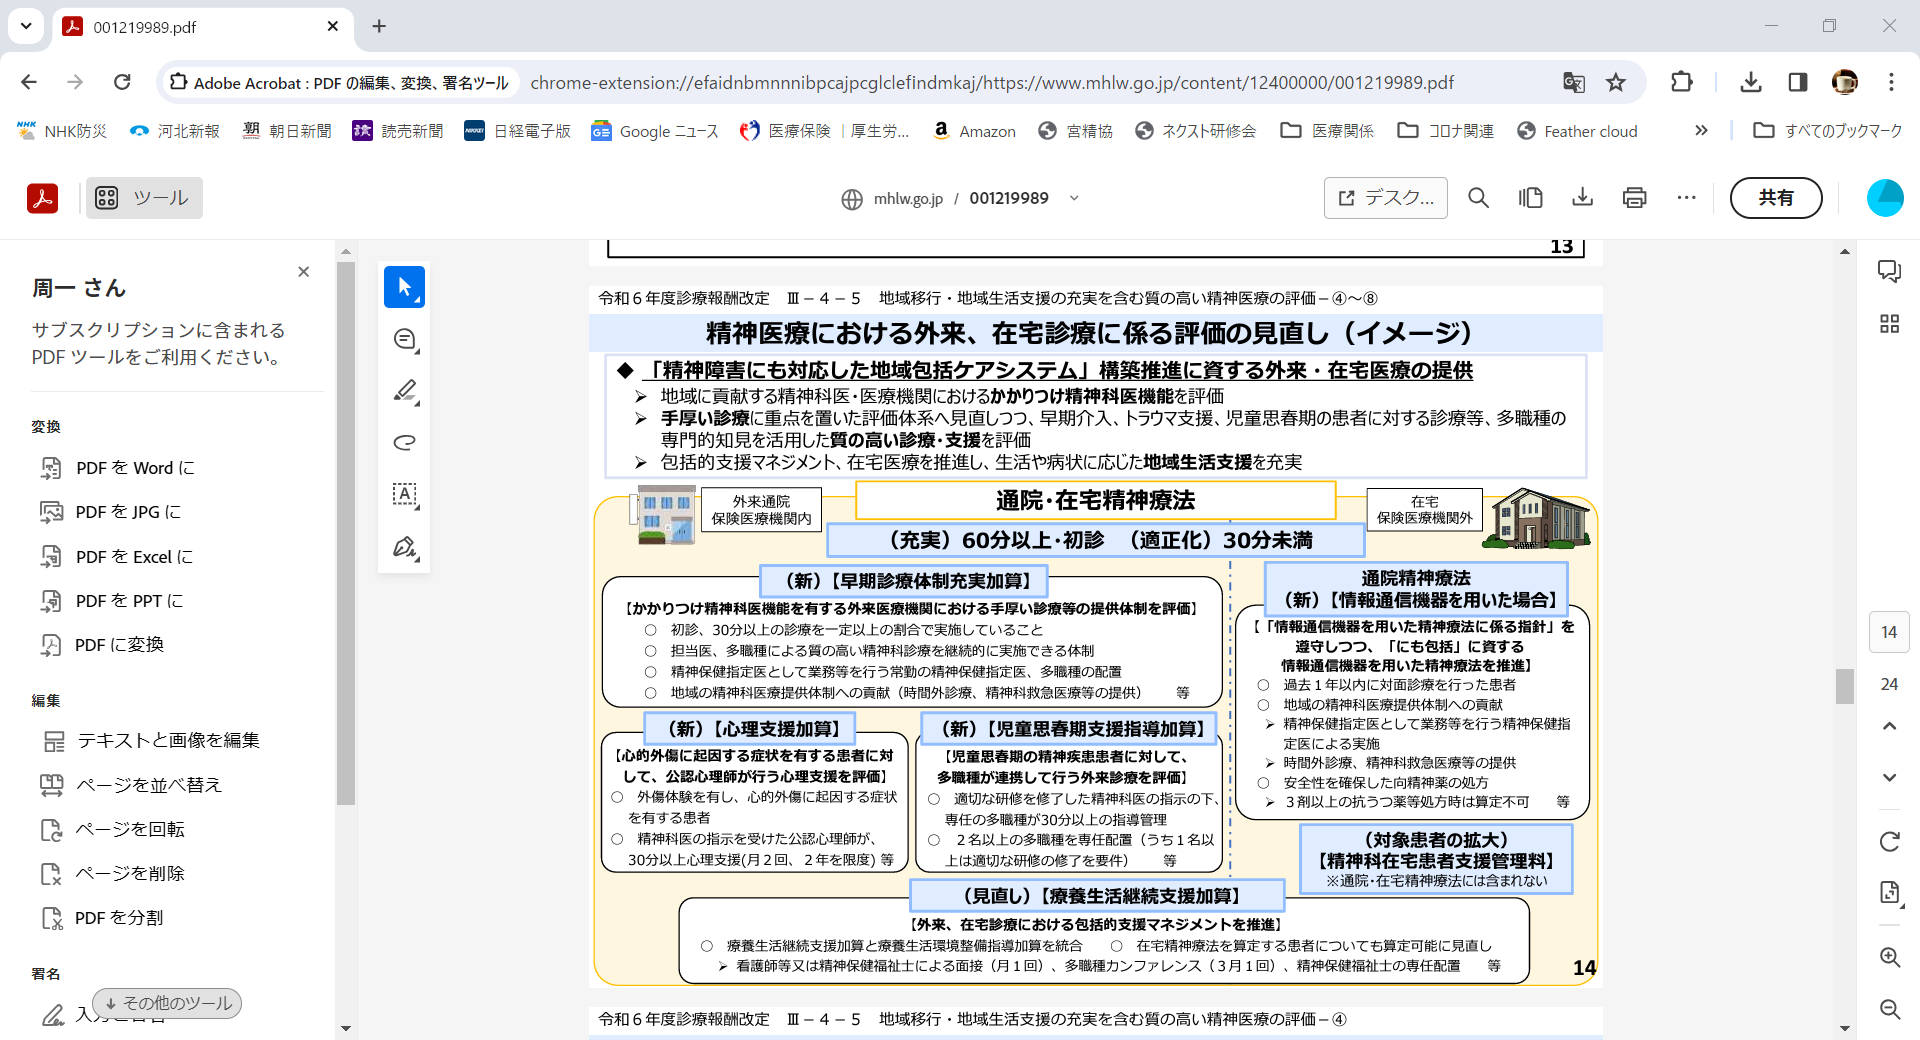 001219989.pdf
Adobe Acrobat : PDF の編集、変換、署名ツール
chrome-extension://efaidnbmnnnibpcajpcglclefindmkaj/https://www.mhlw.go.jp/content/12400000/001219989.pdf
NHK防災
河北新報
朝日新聞
読売新聞
日経電子版
Google ニュース
医療保険 | 厚生労...
Amazon
宮精協
ネクスト研修会
医療関係
コロナ関連
Feather cloud
すべてのブックマーク
ツール
mhlw.go.jp / 001219989
デスク...
共有
周一 さん
サブスクリプションに含まれる
PDF ツールをご利用ください。
変換
PDF を Word に
PDF を JPG に
PDF を Excel に
PDF を PPT に
PDF に変換
編集
テキストと画像を編集
ページを並べ替え
ページを回転
ページを削除
PDF を分割
署名
その他のツール
13
令和６年度診療報酬改定　Ⅲ－４－５　地域移行・地域生活支援の充実を含む質の高い精神医療の評価－④～⑧
精神医療における外来、在宅診療に係る評価の見直し（イメージ）
◆ 「精神障害にも対応した地域包括ケアシステム」構築推進に資する外来・在宅医療の提供
➢ 地域に貢献する精神科医・医療機関におけるかかりつけ精神科医機能を評価
➢ 手厚い診療に重点を置いた評価体系へ見直しつつ、早期介入、トラウマ支援、児童思春期の患者に対する診療等、多職種の
専門的知見を活用した質の高い診療・支援を評価
➢ 包括的支援マネジメント、在宅医療を推進し、生活や病状に応じた地域生活支援を充実
外来通院
保険医療機関内
通院・在宅精神療法
在宅
保険医療機関外
（充実）60分以上・初診　（適正化）30分未満
（新）【早期診療体制充実加算】
【かかりつけ精神科医機能を有する外来医療機関における手厚い診療等の提供体制を評価】
○ 初診、30分以上の診療を一定以上の割合で実施していること
○ 担当医、多職種による質の高い精神科診療を継続的に実施できる体制
○ 精神保健指定医として業務等を行う常勤の精神保健指定医、多職種の配置
○ 地域の精神科医療提供体制への貢献（時間外診療、精神科救急医療等の提供）　等
通院精神療法
（新）【情報通信機器を用いた場合】
【「情報通信機器を用いた精神療法に係る指針」を
遵守しつつ、「にも包括」に資する
情報通信機器を用いた精神療法を推進】
○ 過去１年以内に対面診療を行った患者
○ 地域の精神科医療提供体制への貢献
➢ 精神保健指定医として業務等を行う精神保健指
定医による実施
➢ 時間外診療、精神科救急医療等の提供
○ 安全性を確保した向精神薬の処方
➢ ３剤以上の抗うつ薬等処方時は算定不可　等
（新）【心理支援加算】
【心的外傷に起因する症状を有する患者に対
して、公認心理師が行う心理支援を評価】
○ 外傷体験を有し、心的外傷に起因する症状
を有する患者
○ 精神科医の指示を受けた公認心理師が、
30分以上心理支援(月２回、２年を限度) 等
（新）【児童思春期支援指導加算】
【児童思春期の精神疾患患者に対して、
多職種が連携して行う外来診療を評価】
○ 適切な研修を修了した精神科医の指示の下、
専任の多職種が30分以上の指導管理
○ ２名以上の多職種を専任配置（うち１名以
上は適切な研修の修了を要件）　等
（対象患者の拡大）
【精神科在宅患者支援管理料】
※通院・在宅精神療法には含まれない
（見直し）【療養生活継続支援加算】
【外来、在宅診療における包括的支援マネジメントを推進】
○ 療養生活継続支援加算と療養生活環境整備指導加算を統合　○ 在宅精神療法を算定する患者についても算定可能に見直し
➢ 看護師等又は精神保健福祉士による面接（月１回）、多職種カンファレンス（３月１回）、精神保健福祉士の専任配置　等
14
令和６年度診療報酬改定　Ⅲ－４－５　地域移行・地域生活支援の充実を含む質の高い精神医療の評価－④
14
24